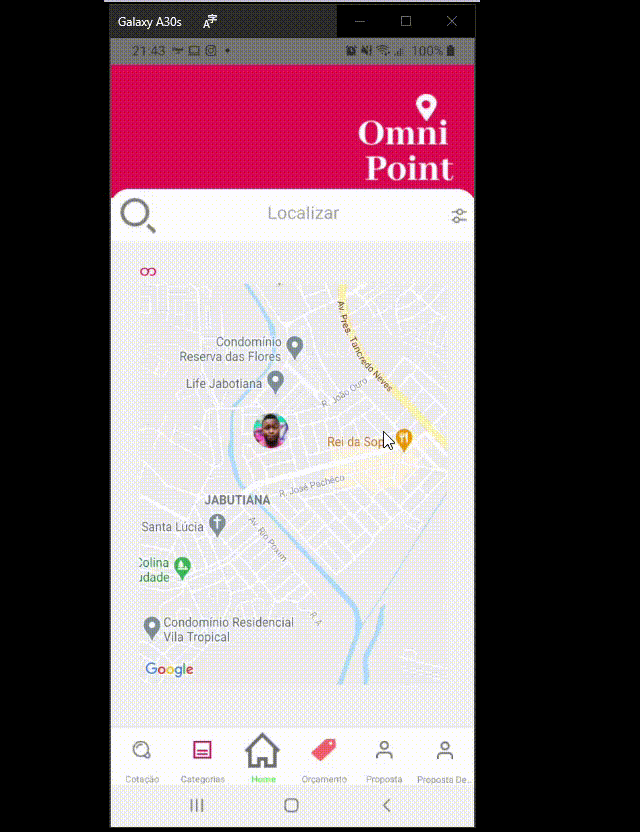 Galaxy A30s
21:43
100%
Omni
Point
Localizar
Av. Pres. Tancredo Neves
Condomínio
Reserva das Flores
Life Jabotiana
R. João Ouro
Rei da Sop
R. José Pacheco
JABUTIANA
Santa Lúcia
Av. Rio Poxim
Colina
udade
R. A
Condomínio Residencial
Vila Tropical
Google
Cotação
Categorias
Home
Orçamento
Proposta
Proposta De...